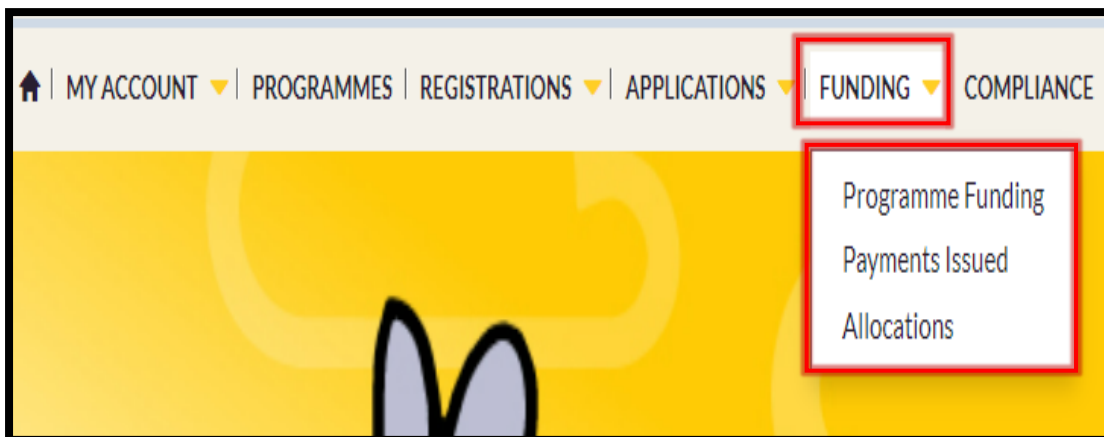 MY ACCOUNT PROGRAMMES REGISTRATIONS APPLICATIONS FUNDING COMPLIANCE
Programme Funding
Payments Issued
Allocations